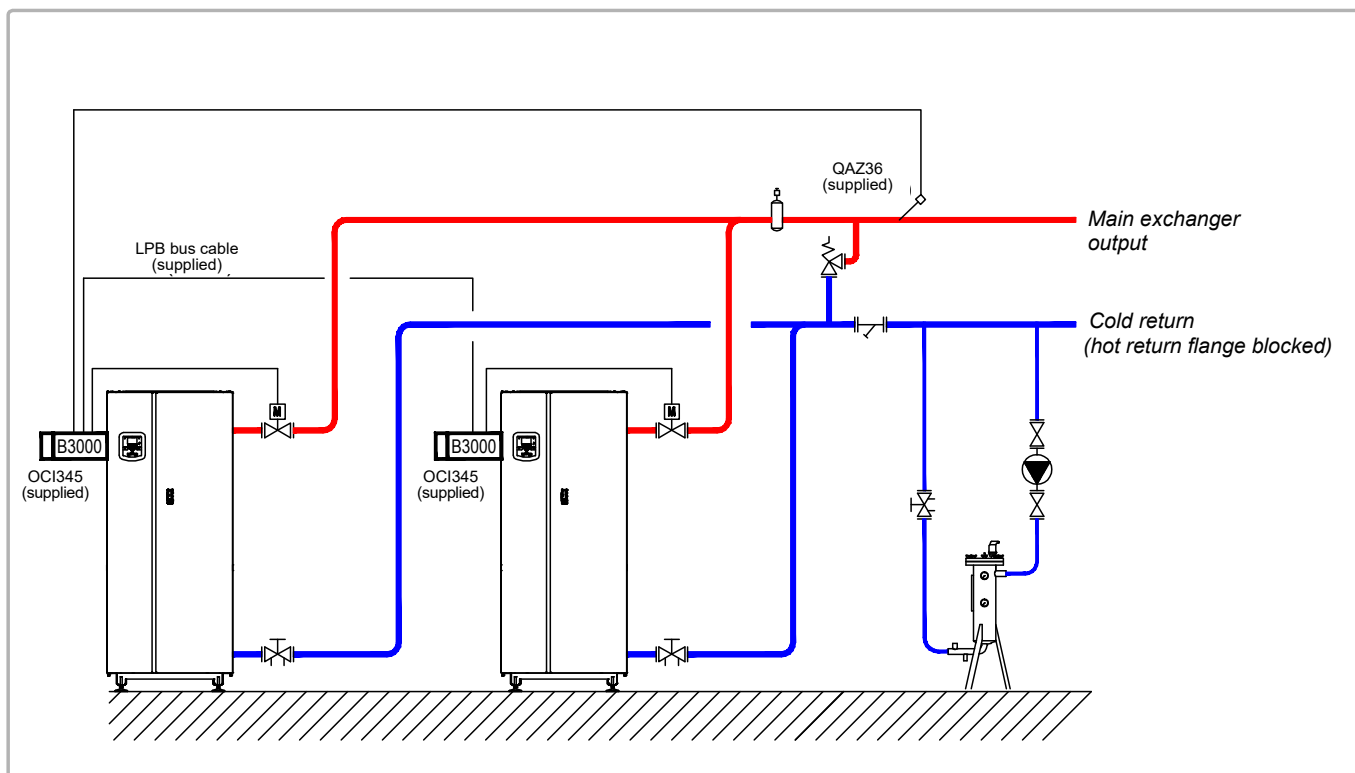 QAZ36
(supplied)
Main exchanger
output
LPB bus cable
(supplied)
Cold return
(hot return flange blocked)
M
M
B3000
B3000
OCI345
(supplied)
OCI345
(supplied)